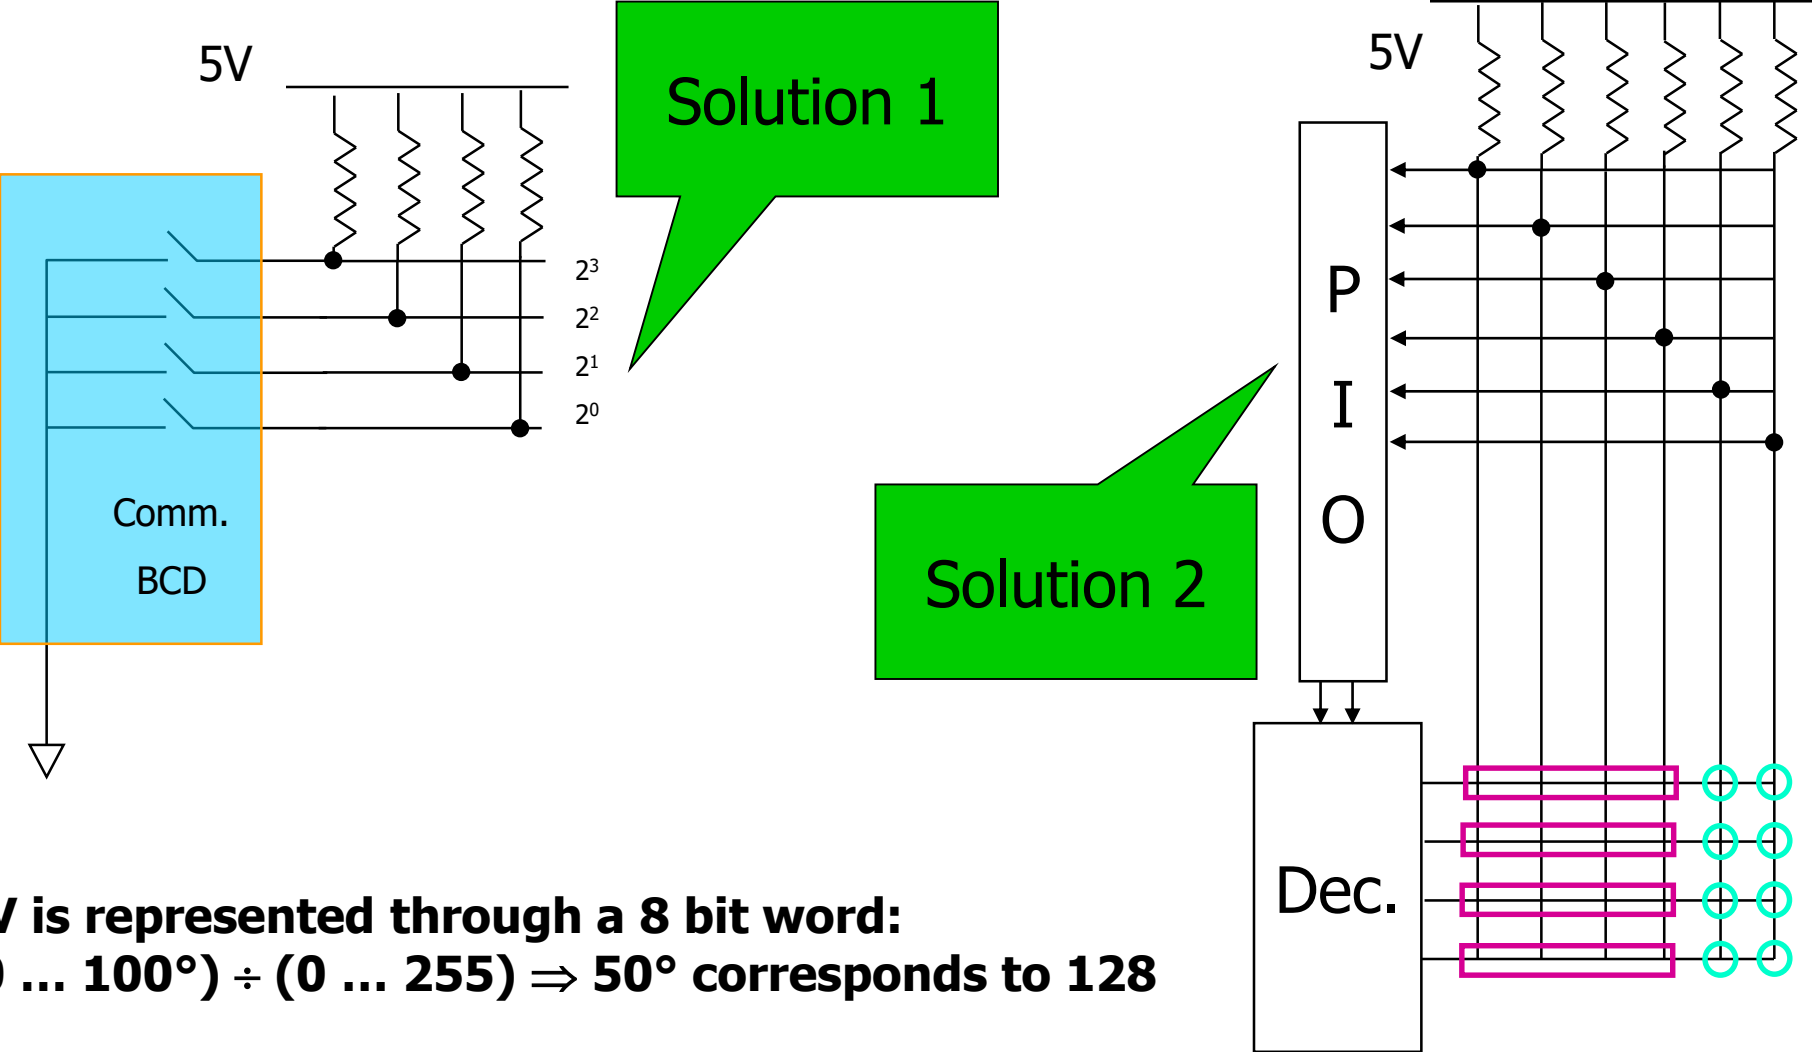 5V
Solution 1
2³
2²
2¹
2⁰
Comm.
BCD
5V
P
I
O
Solution 2
Dec.
V is represented through a 8 bit word:
... 100°) ÷ (0 ... 255) ⇒ 50° corresponds to 128